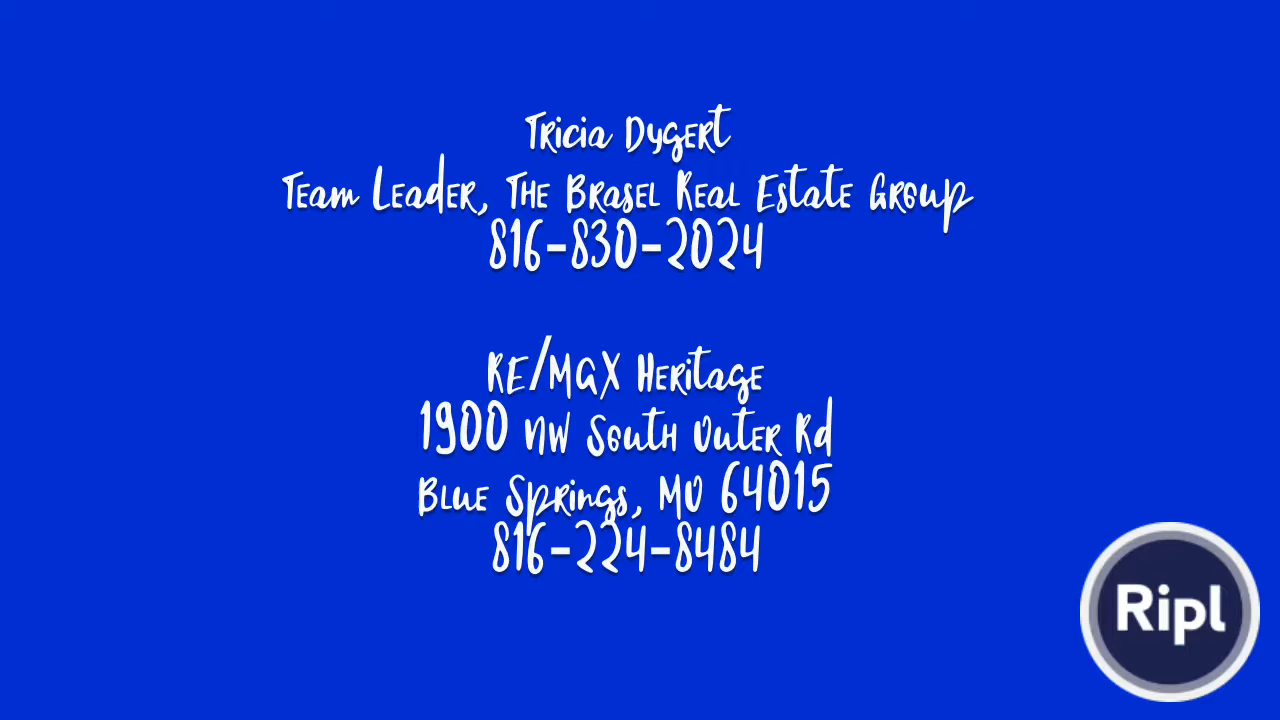 Tricia Dygert
Team Leader, The Brasel Real Estate Group
816-830-2024
RE/MAX Heritage
1900 NW South Outer Rd
Blue Springs, MO 64015
816-224-8484
Ripl